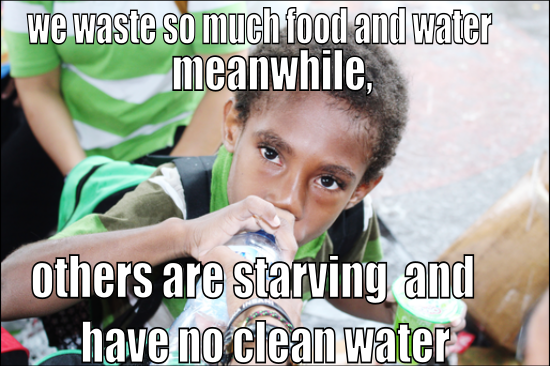 we waste so much food and water
meanwhile,
others are starving and
have no clean water